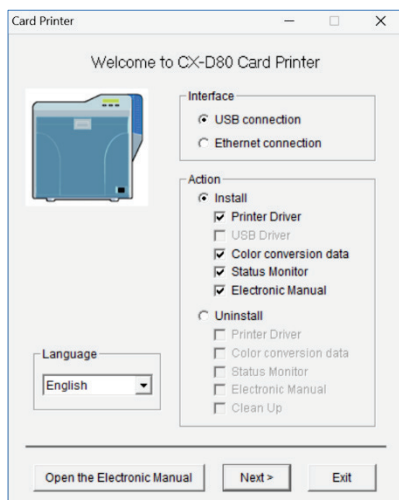 Card Printer
Welcome to CX-D80 Card Printer
Interface
USB connection
Ethernet connection
Action
Install
Printer Driver
USB Driver
Color conversion data
Status Monitor
Electronic Manual
Uninstall
Printer Driver
Color conversion data
Status Monitor
Electronic Manual
Clean Up
Language
English
Open the Electronic Manual
Next >
Exit